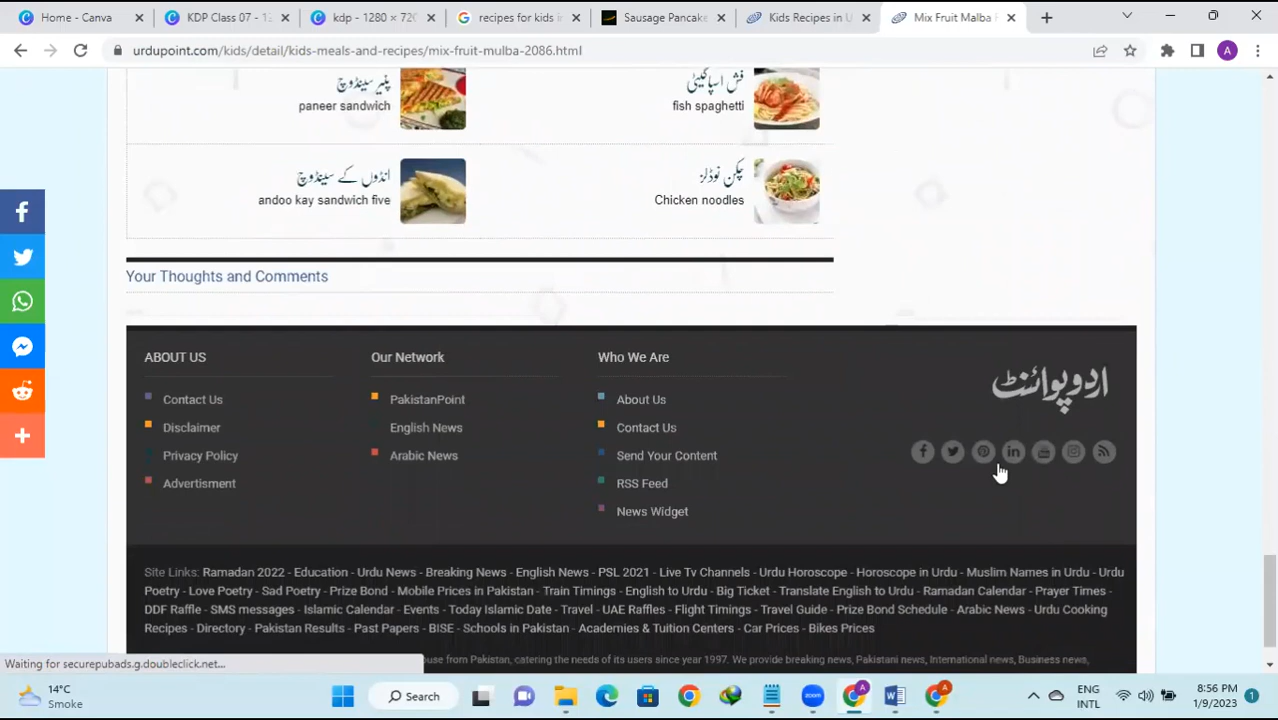 Home - Canva
KDP Class 07 - 12
kdp - 1280 × 720
recipes for kids in
Sausage Pancake
Kids Recipes in U
Mix Fruit Malba
urdupoint.com/kids/detail/kids-meals-and-recipes/mix-fruit-mulba-2086.html
پنیر سینڈوچ
paneer sandwich
فش اسپاگیٹی
fish spaghetti
انڈوں کے سینڈوچ
andoo kay sandwich five
چکن نوڈلز
Chicken noodles
Your Thoughts and Comments
ABOUT US
Contact Us
Disclaimer
Privacy Policy
Advertisment
Our Network
PakistanPoint
English News
Arabic News
Who We Are
About Us
Contact Us
Send Your Content
RSS Feed
News Widget
اردوپوائنٹ
Site Links: Ramadan 2022 - Education - Urdu News - Breaking News - English News - PSL 2021 - Live Tv Channels - Urdu Horoscope - Horoscope in Urdu - Muslim Names in Urdu - Urdu
Poetry - Love Poetry - Sad Poetry - Prize Bond - Mobile Prices in Pakistan - Train Timings - English to Urdu - Big Ticket - Translate English to Urdu - Ramadan Calendar - Prayer Times -
DDF Raffle - SMS messages - Islamic Calendar - Events - Today Islamic Date - Travel - UAE Raffles - Flight Timings - Travel Guide - Prize Bond Schedule - Arabic News - Urdu Cooking
Recipes - Directory - Pakistan Results - Past Papers - BISE - Schools in Pakistan - Academies & Tuition Centers - Car Prices - Bikes Prices
ouse from Pakistan, catering the needs of its users since year 1997. We provide breaking news, Pakistani news, International news, Business news,
Waiting for securepubads.g.doubleclick.net...
14°C
Smoke
Search
zoom
ENG
INTL
8:56 PM
1/9/2023